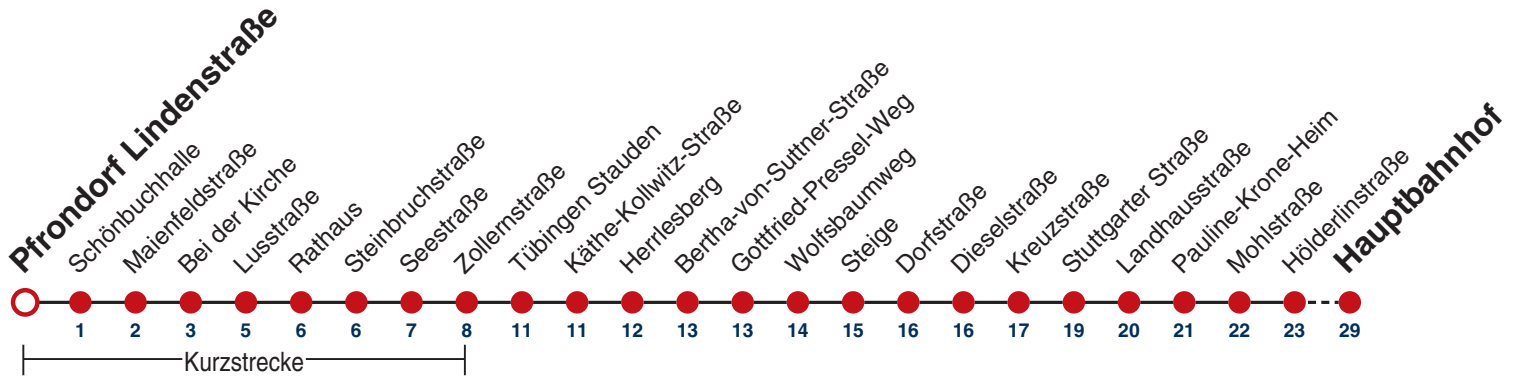 Pfrondorf Lindenstraße
Schönbuchhalle
Maienfeldstraße
Bei der Kirche
Lusstraße
Rathaus
Steinbruchstraße
Seestraße
Zollernstraße
Tübingen Stauden
Käthe-Kollwitz-Straße
Herrlesberg
Bertha-von-Suttner-Straße
Gottfried-Pressel-Weg
Wolfsbaumweg
Steige
Dorfstraße
Dieselstraße
Kreuzstraße
Stuttgarter Straße
Landhausstraße
Pauline-Krone-Heim
Mohlstraße
Hölderlinstraße
Hauptbahnhof
1 2 3 5 6 6 7 8 11 11 12 13 13 14 15 16 16 17 19 20 21 22 23 29
Kurzstrecke